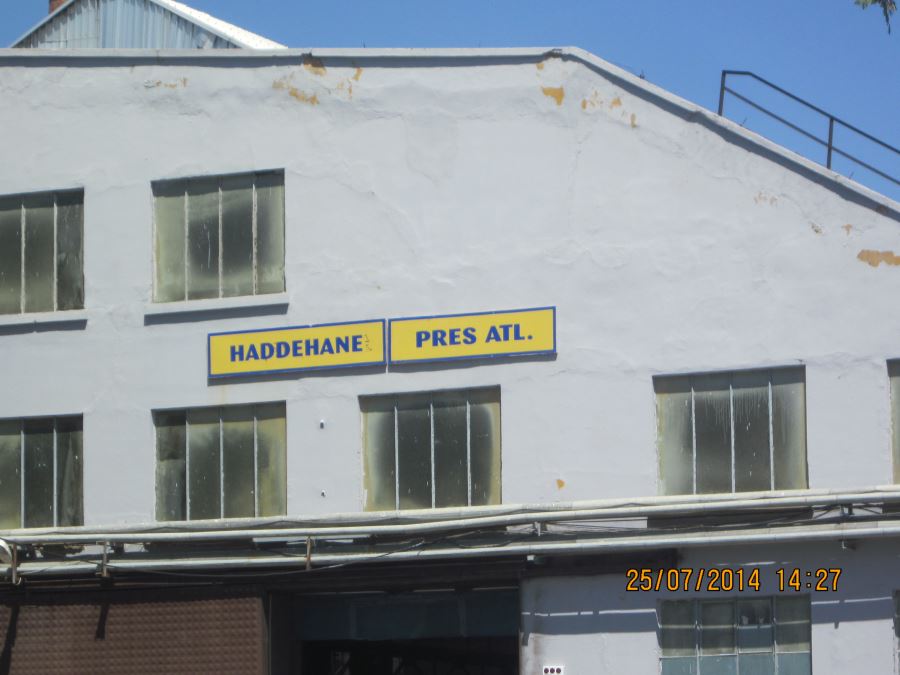 HADDEHANE
PRES ATL.
25/07/2014 14:27